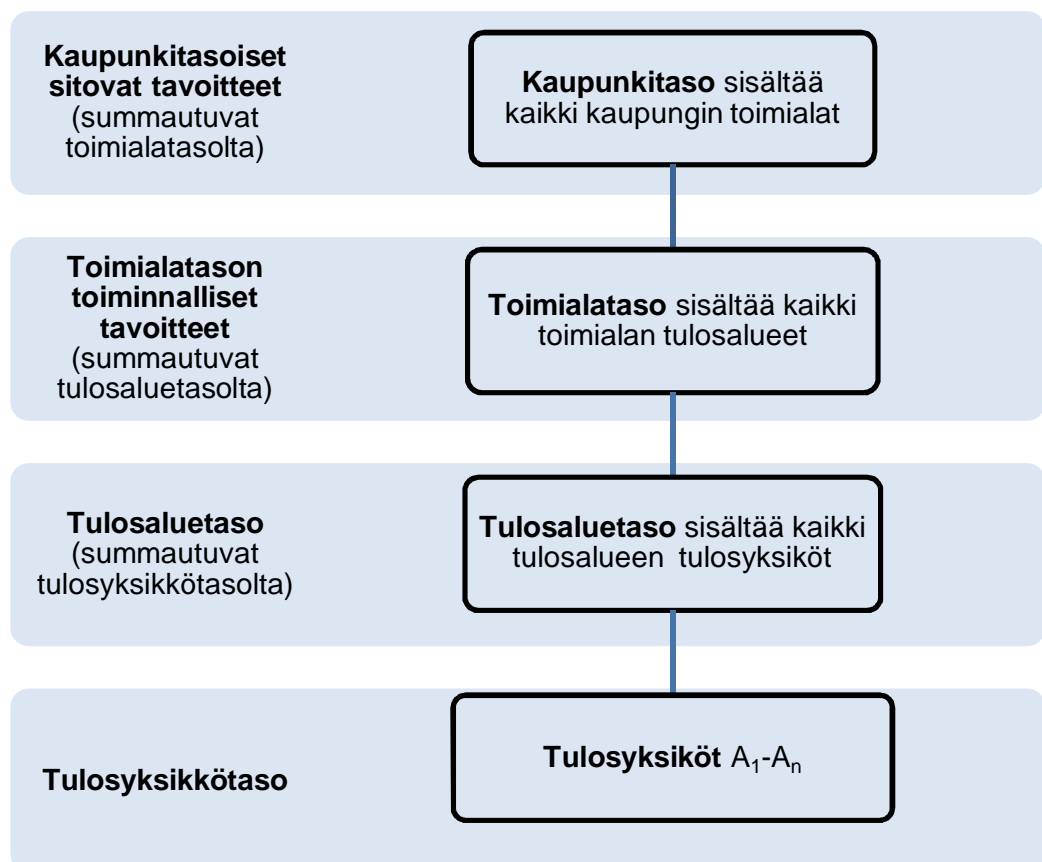 Kaupunkitasoiset
sitovat tavoitteet
(summautuvat
toimialatasolta)
Kaupunkitaso sisältää
kaikki kaupungin toimialat
Toimialatason
toiminnalliset
tavoitteet
(summautuvat
tulosaluetasolta)
Toimialataso sisältää kaikki
toimialan tulosalueet
Tulosaluetaso
(summautuvat
tulosyksikkötasolta)
Tulosaluetaso sisältää kaikki
tulosalueen tulosyksiköt
Tulosyksikkötaso
Tulosyksiköt A₁-Aₙ